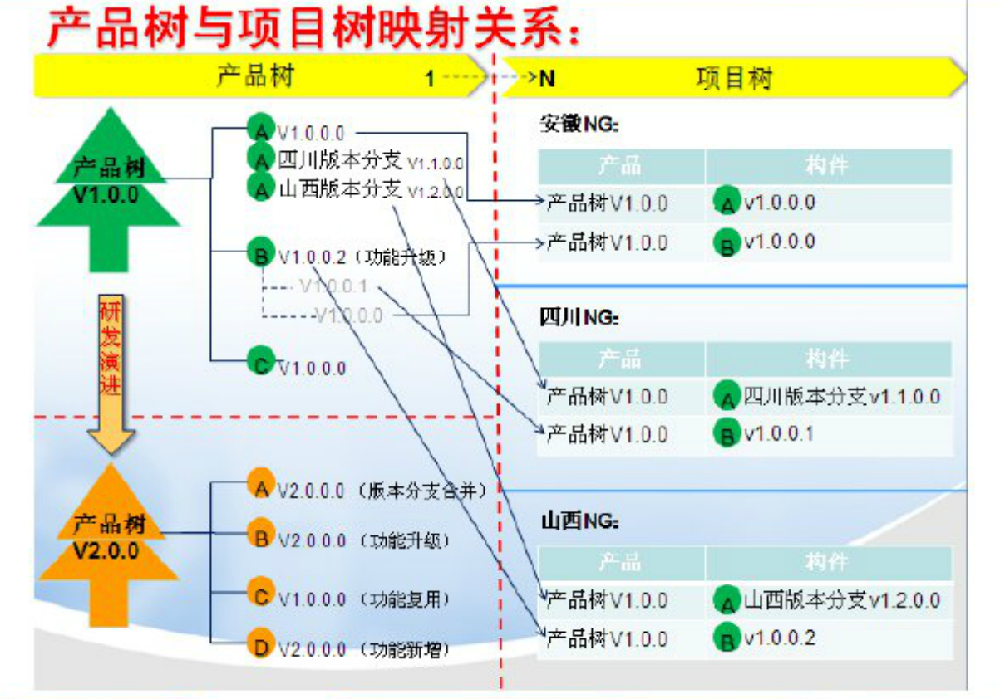 产品树与项目树映射关系：
产品树 1 N 项目树
产品树
V1.0.0
A V1.0.0.0
A 四川版本分支 V1.1.0.0
A 山西版本分支 V1.2.0.0
B V1.0.0.2（功能升级）
V1.0.0.1
V1.0.0.0
C V1.0.0.0
研发演进
产品树
V2.0.0
A V2.0.0.0 （版本分支合并）
B V2.0.0.0 （功能升级）
C V1.0.0.0 （功能复用）
D V2.0.0.0 （功能新增）
安徽NG：
产品 构件
产品树V1.0.0 A v1.0.0.0
产品树V1.0.0 B v1.0.0.0
四川NG：
产品 构件
产品树V1.0.0 A 四川版本分支v1.1.0.0
产品树V1.0.0 B v1.0.0.1
山西NG：
产品 构件
产品树V1.0.0 A 山西版本分支v1.2.0.0
产品树V1.0.0 B v1.0.0.2